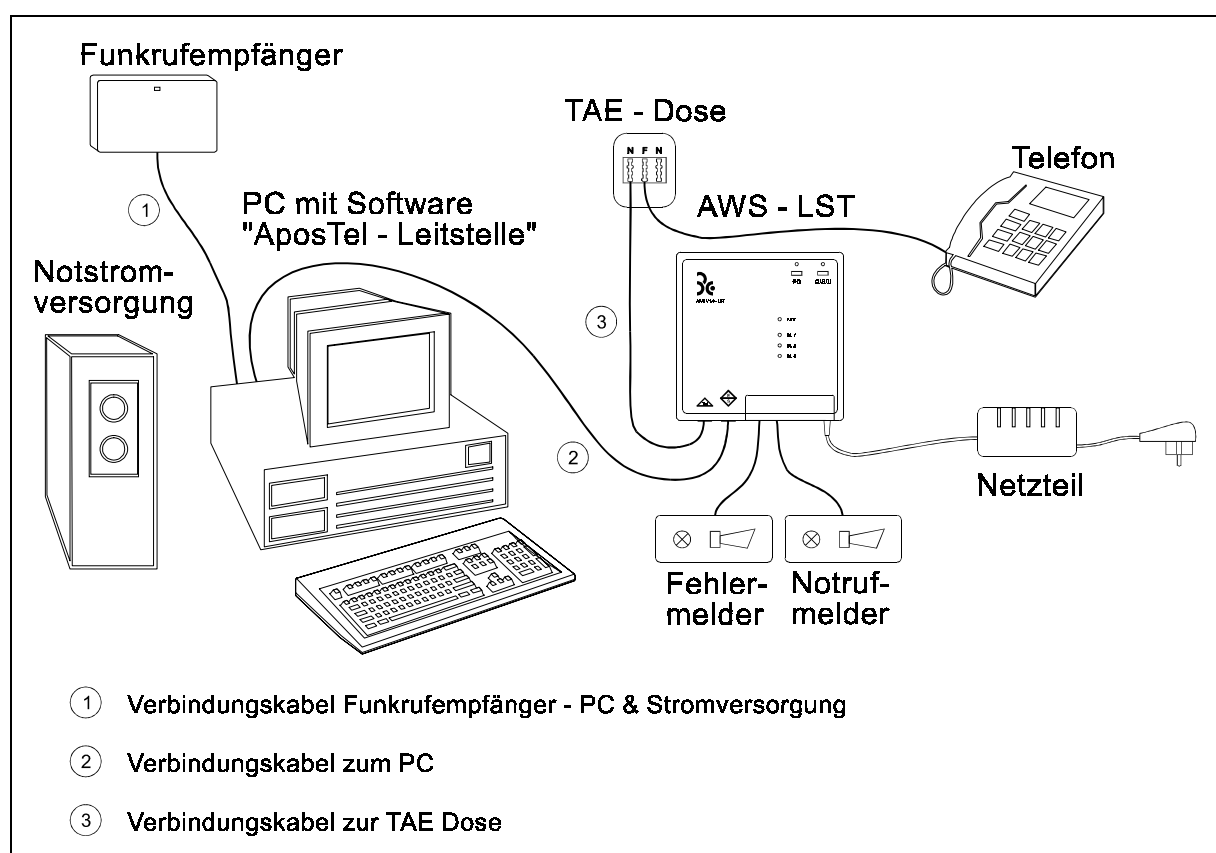 Funkrufempfänger
TAE - Dose
N F N
Telefon
1
PC mit Software
"AposTel - Leitstelle"
AWS - LST
Notstrom-
versorgung
3
2
Netzteil
Fehler-
melder
Notruf-
melder
1 Verbindungskabel Funkrufempfänger - PC & Stromversorgung
2 Verbindungskabel zum PC
3 Verbindungskabel zur TAE Dose